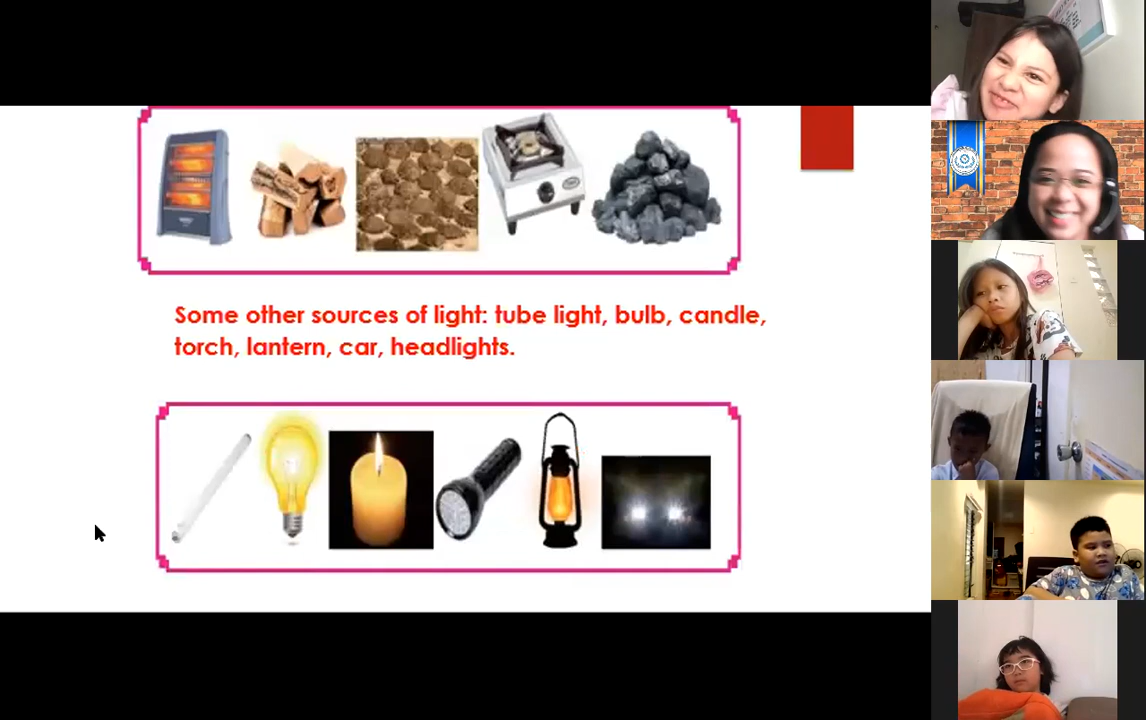 Some other sources of light: tube light, bulb, candle,
torch, lantern, car, headlights.